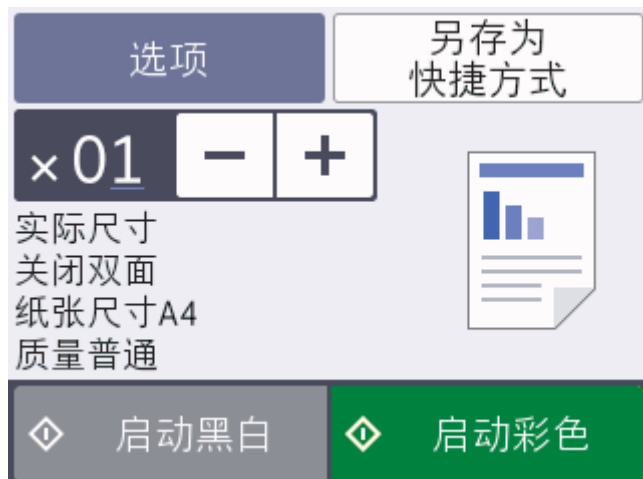 选项
另存为
快捷方式
×01
− +
实际尺寸
关闭双面
纸张尺寸A4
质量普通
启动黑白
启动彩色